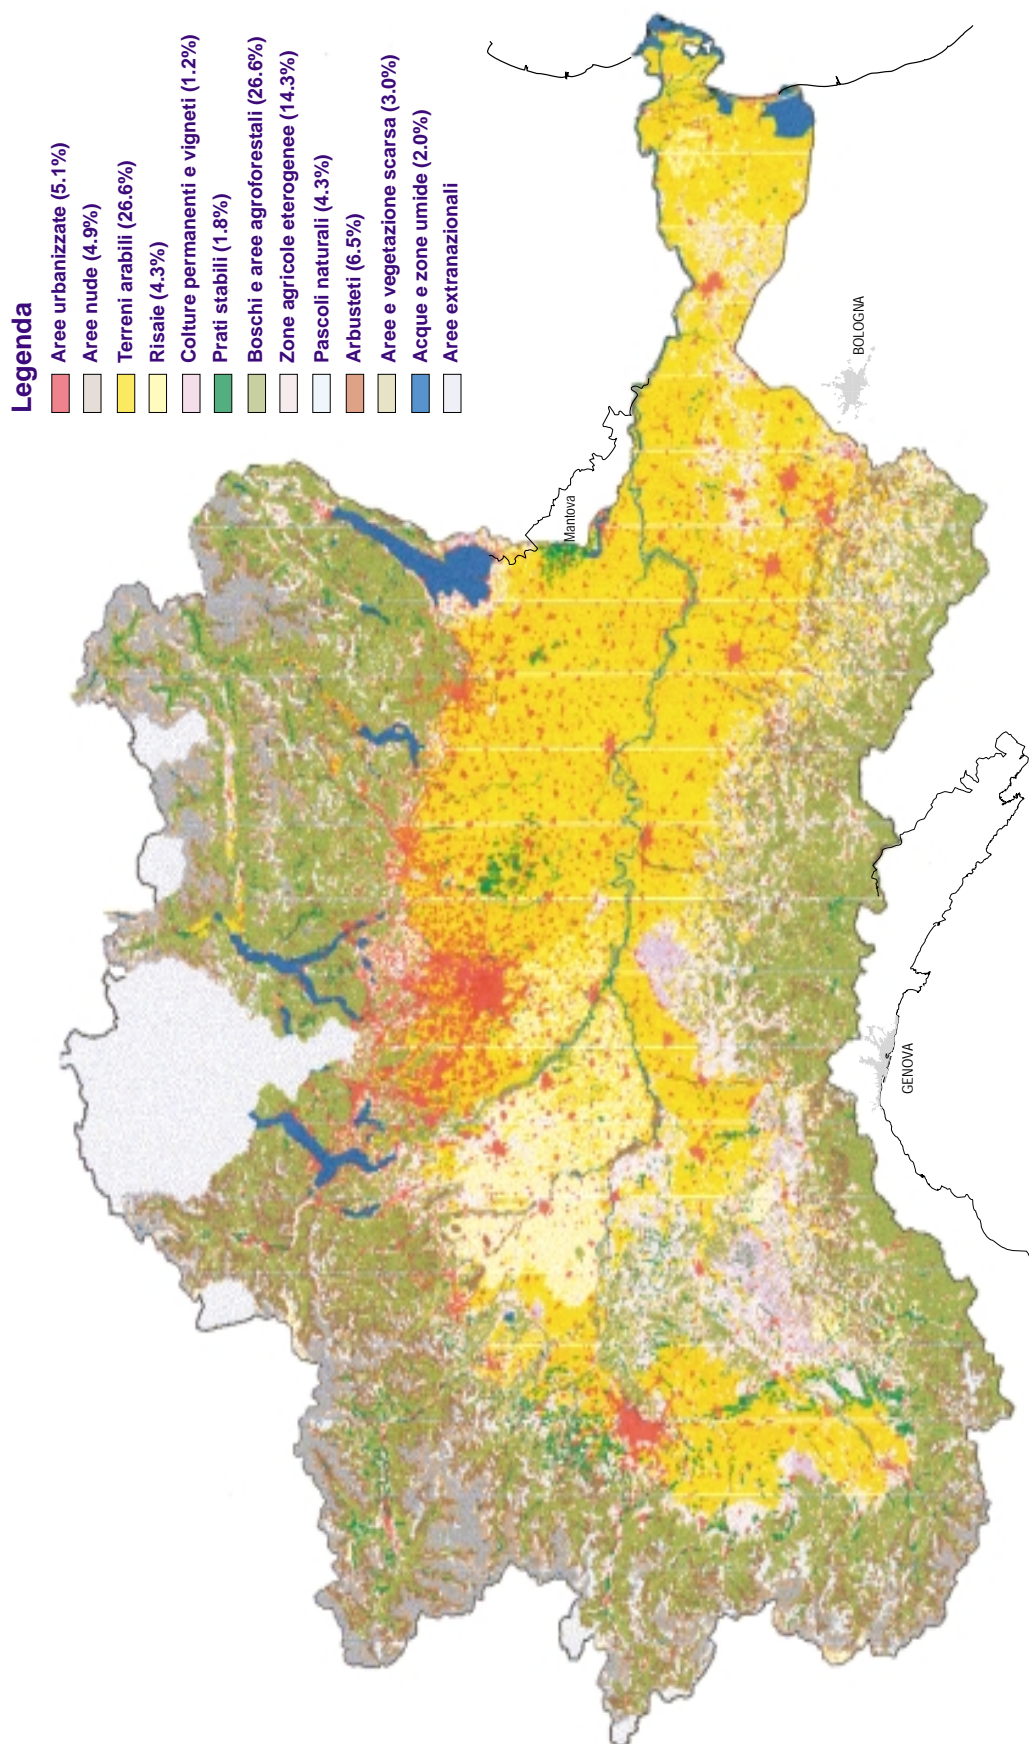 Legenda
Aree urbanizzate (5.1%)
Aree nude (4.9%)
Terreni arabili (26.6%)
Risaie (4.3%)
Colture permanenti e vigneti (1.2%)
Prati stabili (1.8%)
Boschi e aree agroforestali (26.6%)
Zone agricole eterogenee (14.3%)
Pascoli naturali (4.3%)
Arbusteti (6.5%)
Aree e vegetazione scarsa (3.0%)
Acque e zone umide (2.0%)
Aree extranazionali
BOLOGNA
Mantova
GENOVA